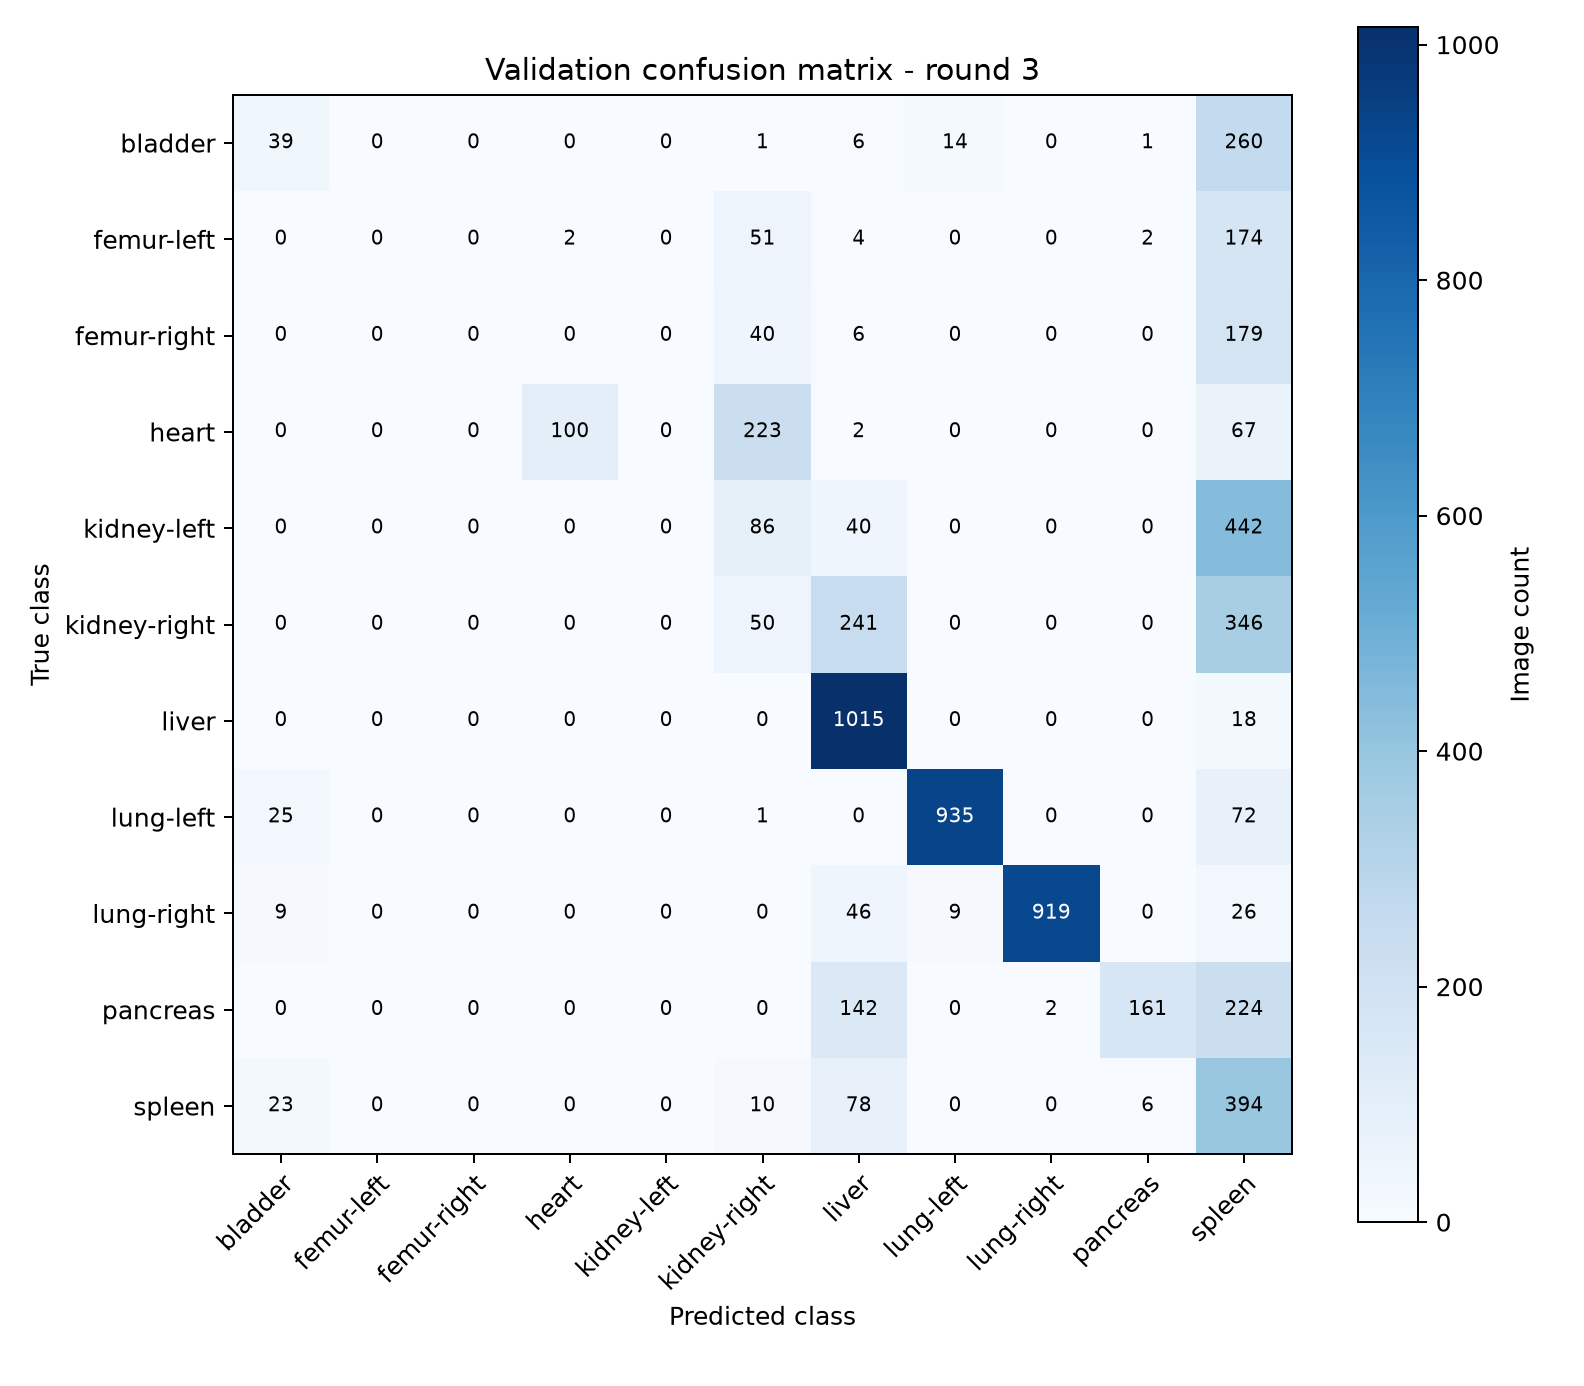 Validation confusion matrix - round 3
True class
bladder 39 0 0 0 0 1 6 14 0 1 260
femur-left 0 0 0 2 0 51 4 0 0 2 174
femur-right 0 0 0 0 0 40 6 0 0 0 179
heart 0 0 0 100 0 223 2 0 0 0 67
kidney-left 0 0 0 0 0 86 40 0 0 0 442
kidney-right 0 0 0 0 0 50 241 0 0 0 346
liver 0 0 0 0 0 0 1015 0 0 0 18
lung-left 25 0 0 0 0 1 0 935 0 0 72
lung-right 9 0 0 0 0 0 46 9 919 0 26
pancreas 0 0 0 0 0 0 142 0 2 161 224
spleen 23 0 0 0 0 10 78 0 0 6 394
bladder femur-left femur-right heart kidney-left kidney-right liver lung-left lung-right pancreas spleen
Predicted class
1000
800
600
400
200
0
Image count